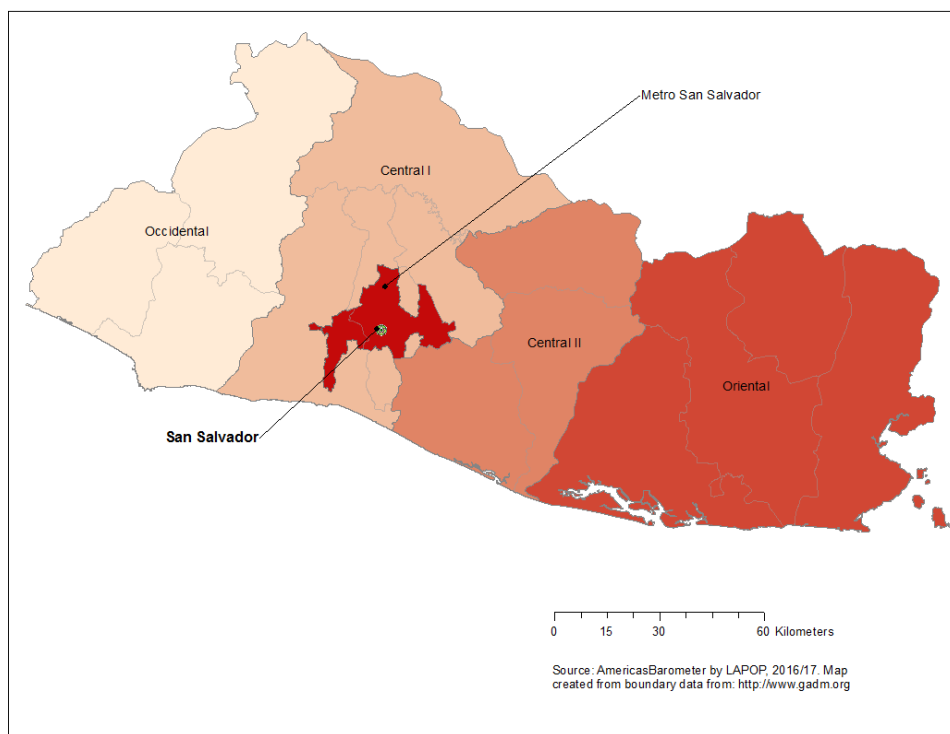 Metro San Salvador
Central I
Occidental
Central II
Oriental
San Salvador
0 15 30 60 Kilometers
Source: AmericasBarometer by LAPOP, 2016/17. Map
created from boundary data from: http://www.gadm.org